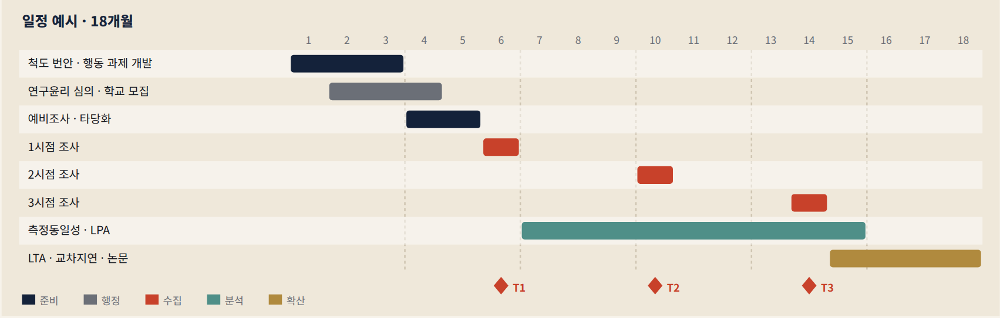 일정 예시 · 18개월
1 2 3 4 5 6 7 8 9 10 11 12 13 14 15 16 17 18
척도 번안 · 행동 과제 개발
연구윤리 심의 · 학교 모집
예비조사 · 타당화
1시점 조사
2시점 조사
3시점 조사
측정동일성 · LPA
LTA · 교차지연 · 논문
T1 T2 T3
준비 행정 수집 분석 확산